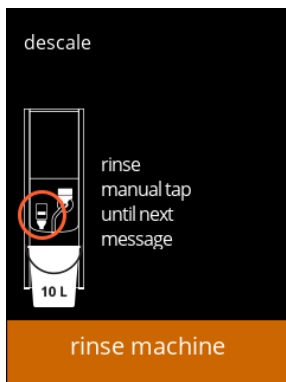 descale
rinse
manual tap
until next
message
10 L
rinse machine